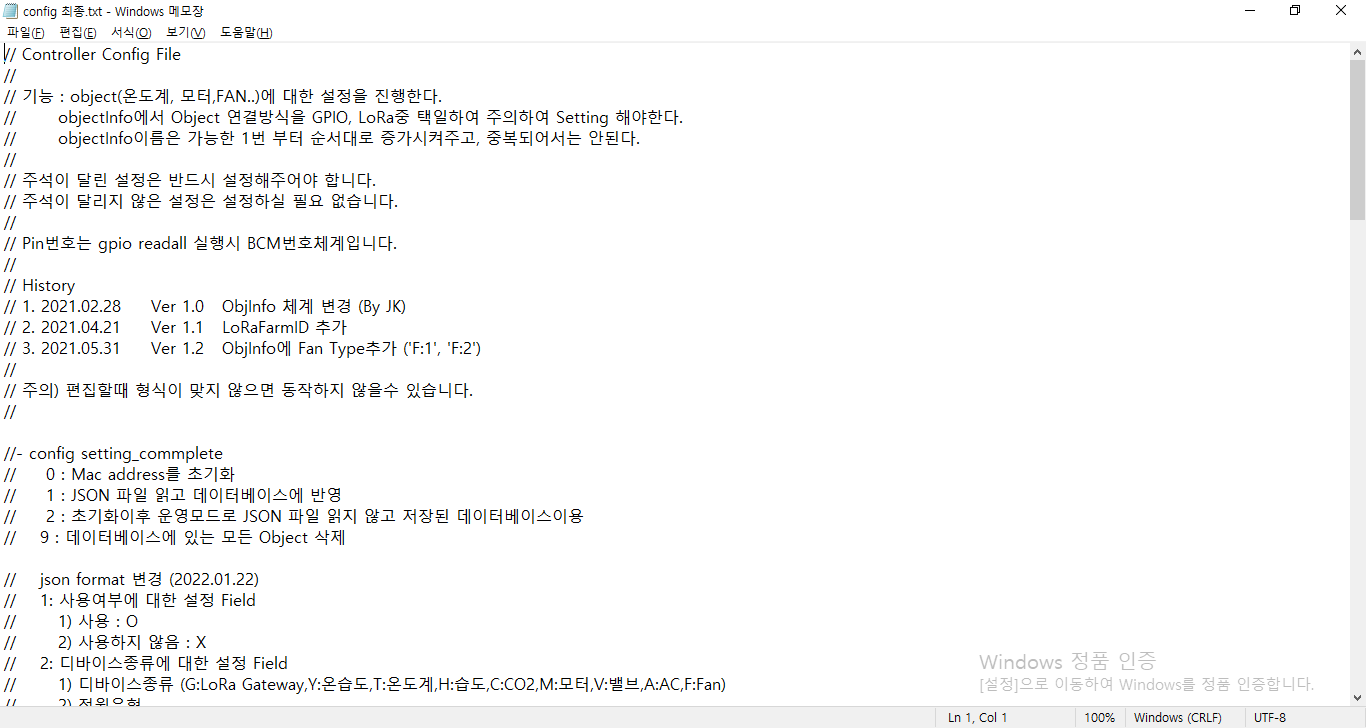 config 최종.txt - Windows 메모장
파일(F) 편집(E) 서식(O) 보기(V) 도움말(H)
// Controller Config File
//
// 기능 : object(온도계, 모터,FAN..)에 대한 설정을 진행한다.
// objectInfo에서 Object 연결방식을 GPIO, LoRa중 택일하여 주의하여 Setting 해야한다.
// objectInfo이름은 가능한 1번 부터 순서대로 증가시켜주고, 중복되어서는 안된다.
//
// 주석이 달린 설정은 반드시 설정해주어야 합니다.
// 주석이 달리지 않은 설정은 설정하실 필요 없습니다.
//
// Pin번호는 gpio readall 실행시 BCM번호체계입니다.
//
// History
// 1. 2021.02.28 Ver 1.0 ObjInfo 체계 변경 (By JK)
// 2. 2021.04.21 Ver 1.1 LoRaFarmID 추가
// 3. 2021.05.31 Ver 1.2 ObjInfo에 Fan Type추가 ('F:1', 'F:2')
//
// 주의) 편집할때 형식이 맞지 않으면 동작하지 않을수 있습니다.
//
//- config setting_commplete
// 0 : Mac address를 초기화
// 1 : JSON 파일 읽고 데이터베이스에 반영
// 2 : 초기화이후 운영모드로 JSON 파일 읽지 않고 저장된 데이터베이스이용
// 9 : 데이터베이스에 있는 모든 Object 삭제
// json format 변경 (2022.01.22)
// 1: 사용여부에 대한 설정 Field
// 1) 사용 : O
// 2) 사용하지 않음 : X
// 2: 디바이스종류에 대한 설정 Field
// 1) 디바이스종류 (G:LoRa Gateway,Y:온습도,T:온도계,H:습도,C:CO2,M:모터,V:밸브,A:AC,F:Fan)
// 2) 전원유형
Windows 정품 인증
[설정]으로 이동하여 Windows를 정품 인증합니다.
Ln 1, Col 1 100% Windows (CRLF) UTF-8